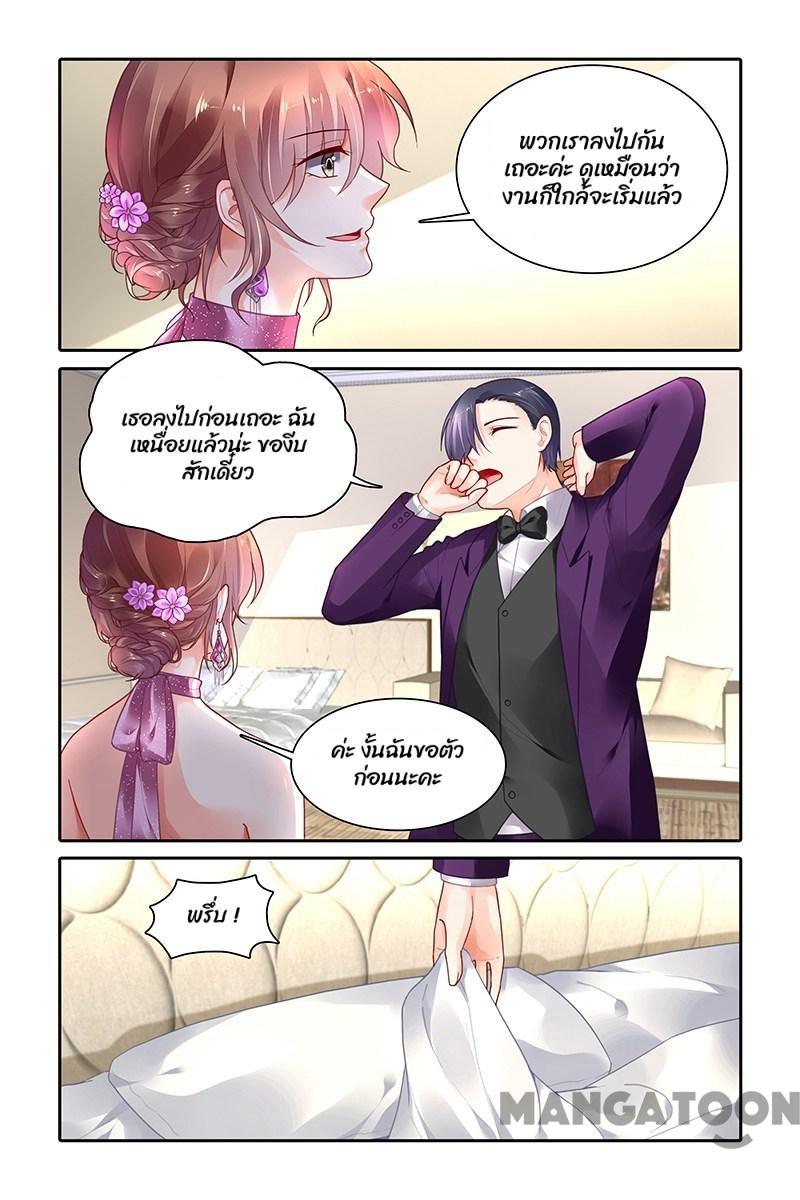 พวกเราลงไปกัน
เถอะค่ะ ดูเหมือนว่า
งานก็ใกล้จะเริ่มแล้ว
เธอลงไปก่อนเถอะ ฉัน
เหนื่อยแล้วน่ะ ของีบ
สักเดี๋ยว
ค่ะ งั้นฉันขอตัว
ก่อนนะคะ
พรึ่บ !
MANGATOON